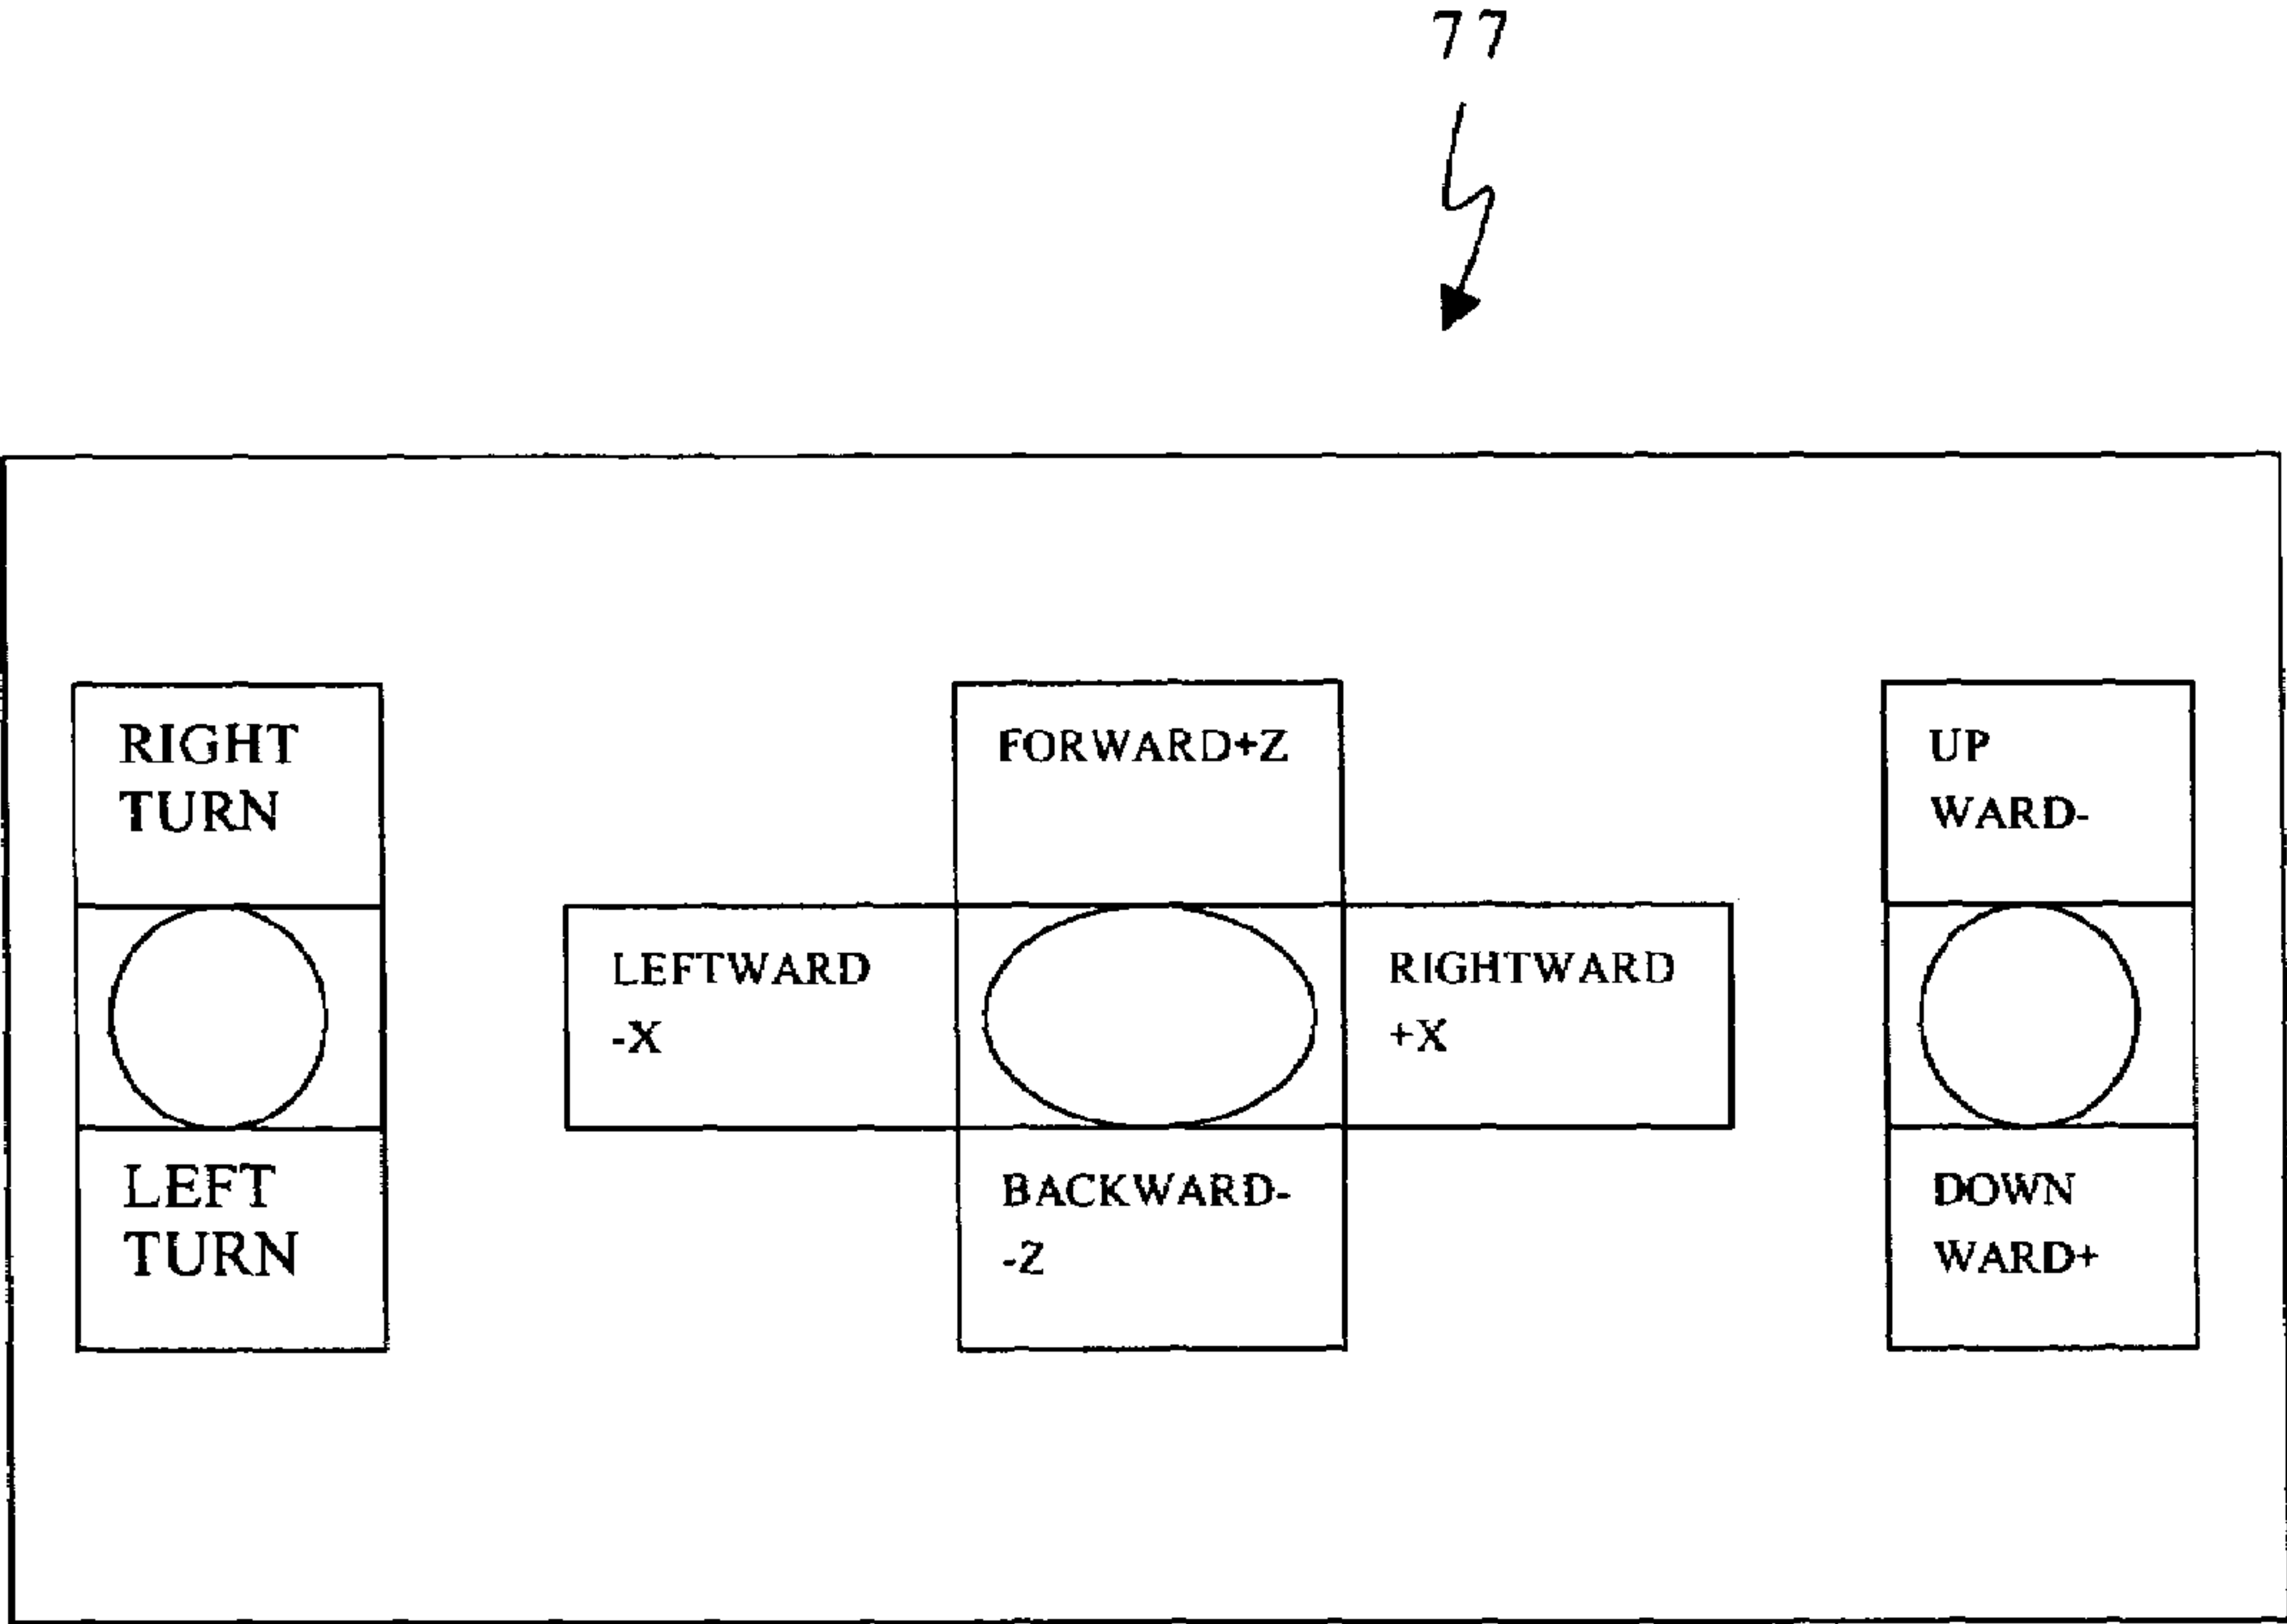 77
RIGHT
TURN
FORWARD+Z
UP
WARD-
LEFTWARD
-X
RIGHTWARD
+X
LEFT
TURN
BACKWARD-
-Z
DOWN
WARD+